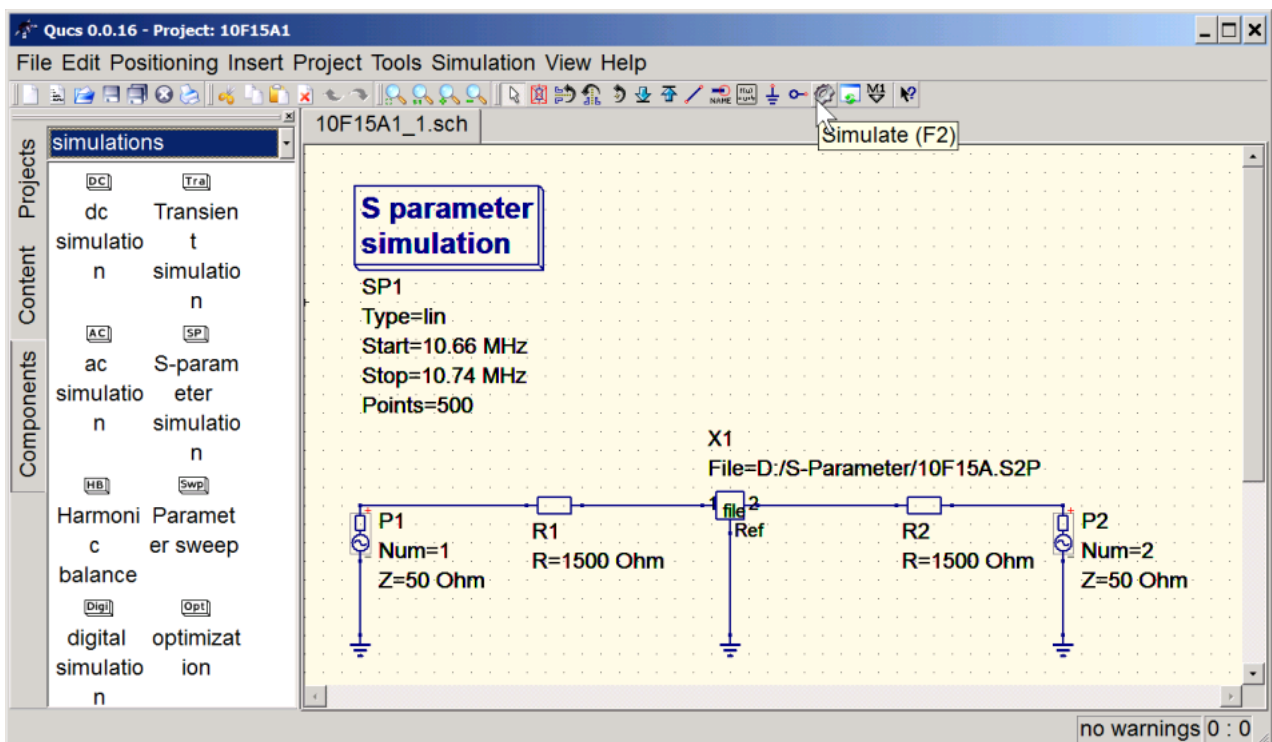 Qucs 0.0.16 - Project: 10F15A1
File Edit Positioning Insert Project Tools Simulation View Help
NAME
10F15A1_1.sch
Simulate (F2)
Projects
Content
Components
simulations
DC
Tra
dc
simulatio
n
Transien
t
simulatio
n
AC
SP
ac
simulatio
n
S-param
eter
simulatio
n
HB
Swp
Harmoni
c
balance
Paramet
er sweep
Digi
Opt
digital
simulatio
n
optimizat
ion
S parameter
simulation
SP1
Type=lin
Start=10.66 MHz
Stop=10.74 MHz
Points=500
X1
File=D:/S-Parameter/10F15A.S2P
P1
Num=1
Z=50 Ohm
R1
R=1500 Ohm
1 file 2
Ref
R2
R=1500 Ohm
P2
Num=2
Z=50 Ohm
no warnings 0 : 0